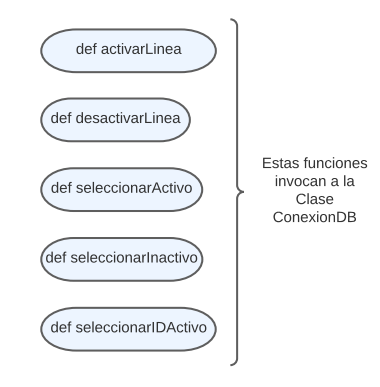 def activarLinea
def desactivarLinea
def seleccionarActivo
def seleccionarInactivo
def seleccionarIDActivo
Estas funciones
invocan a la
Clase
ConexionDB